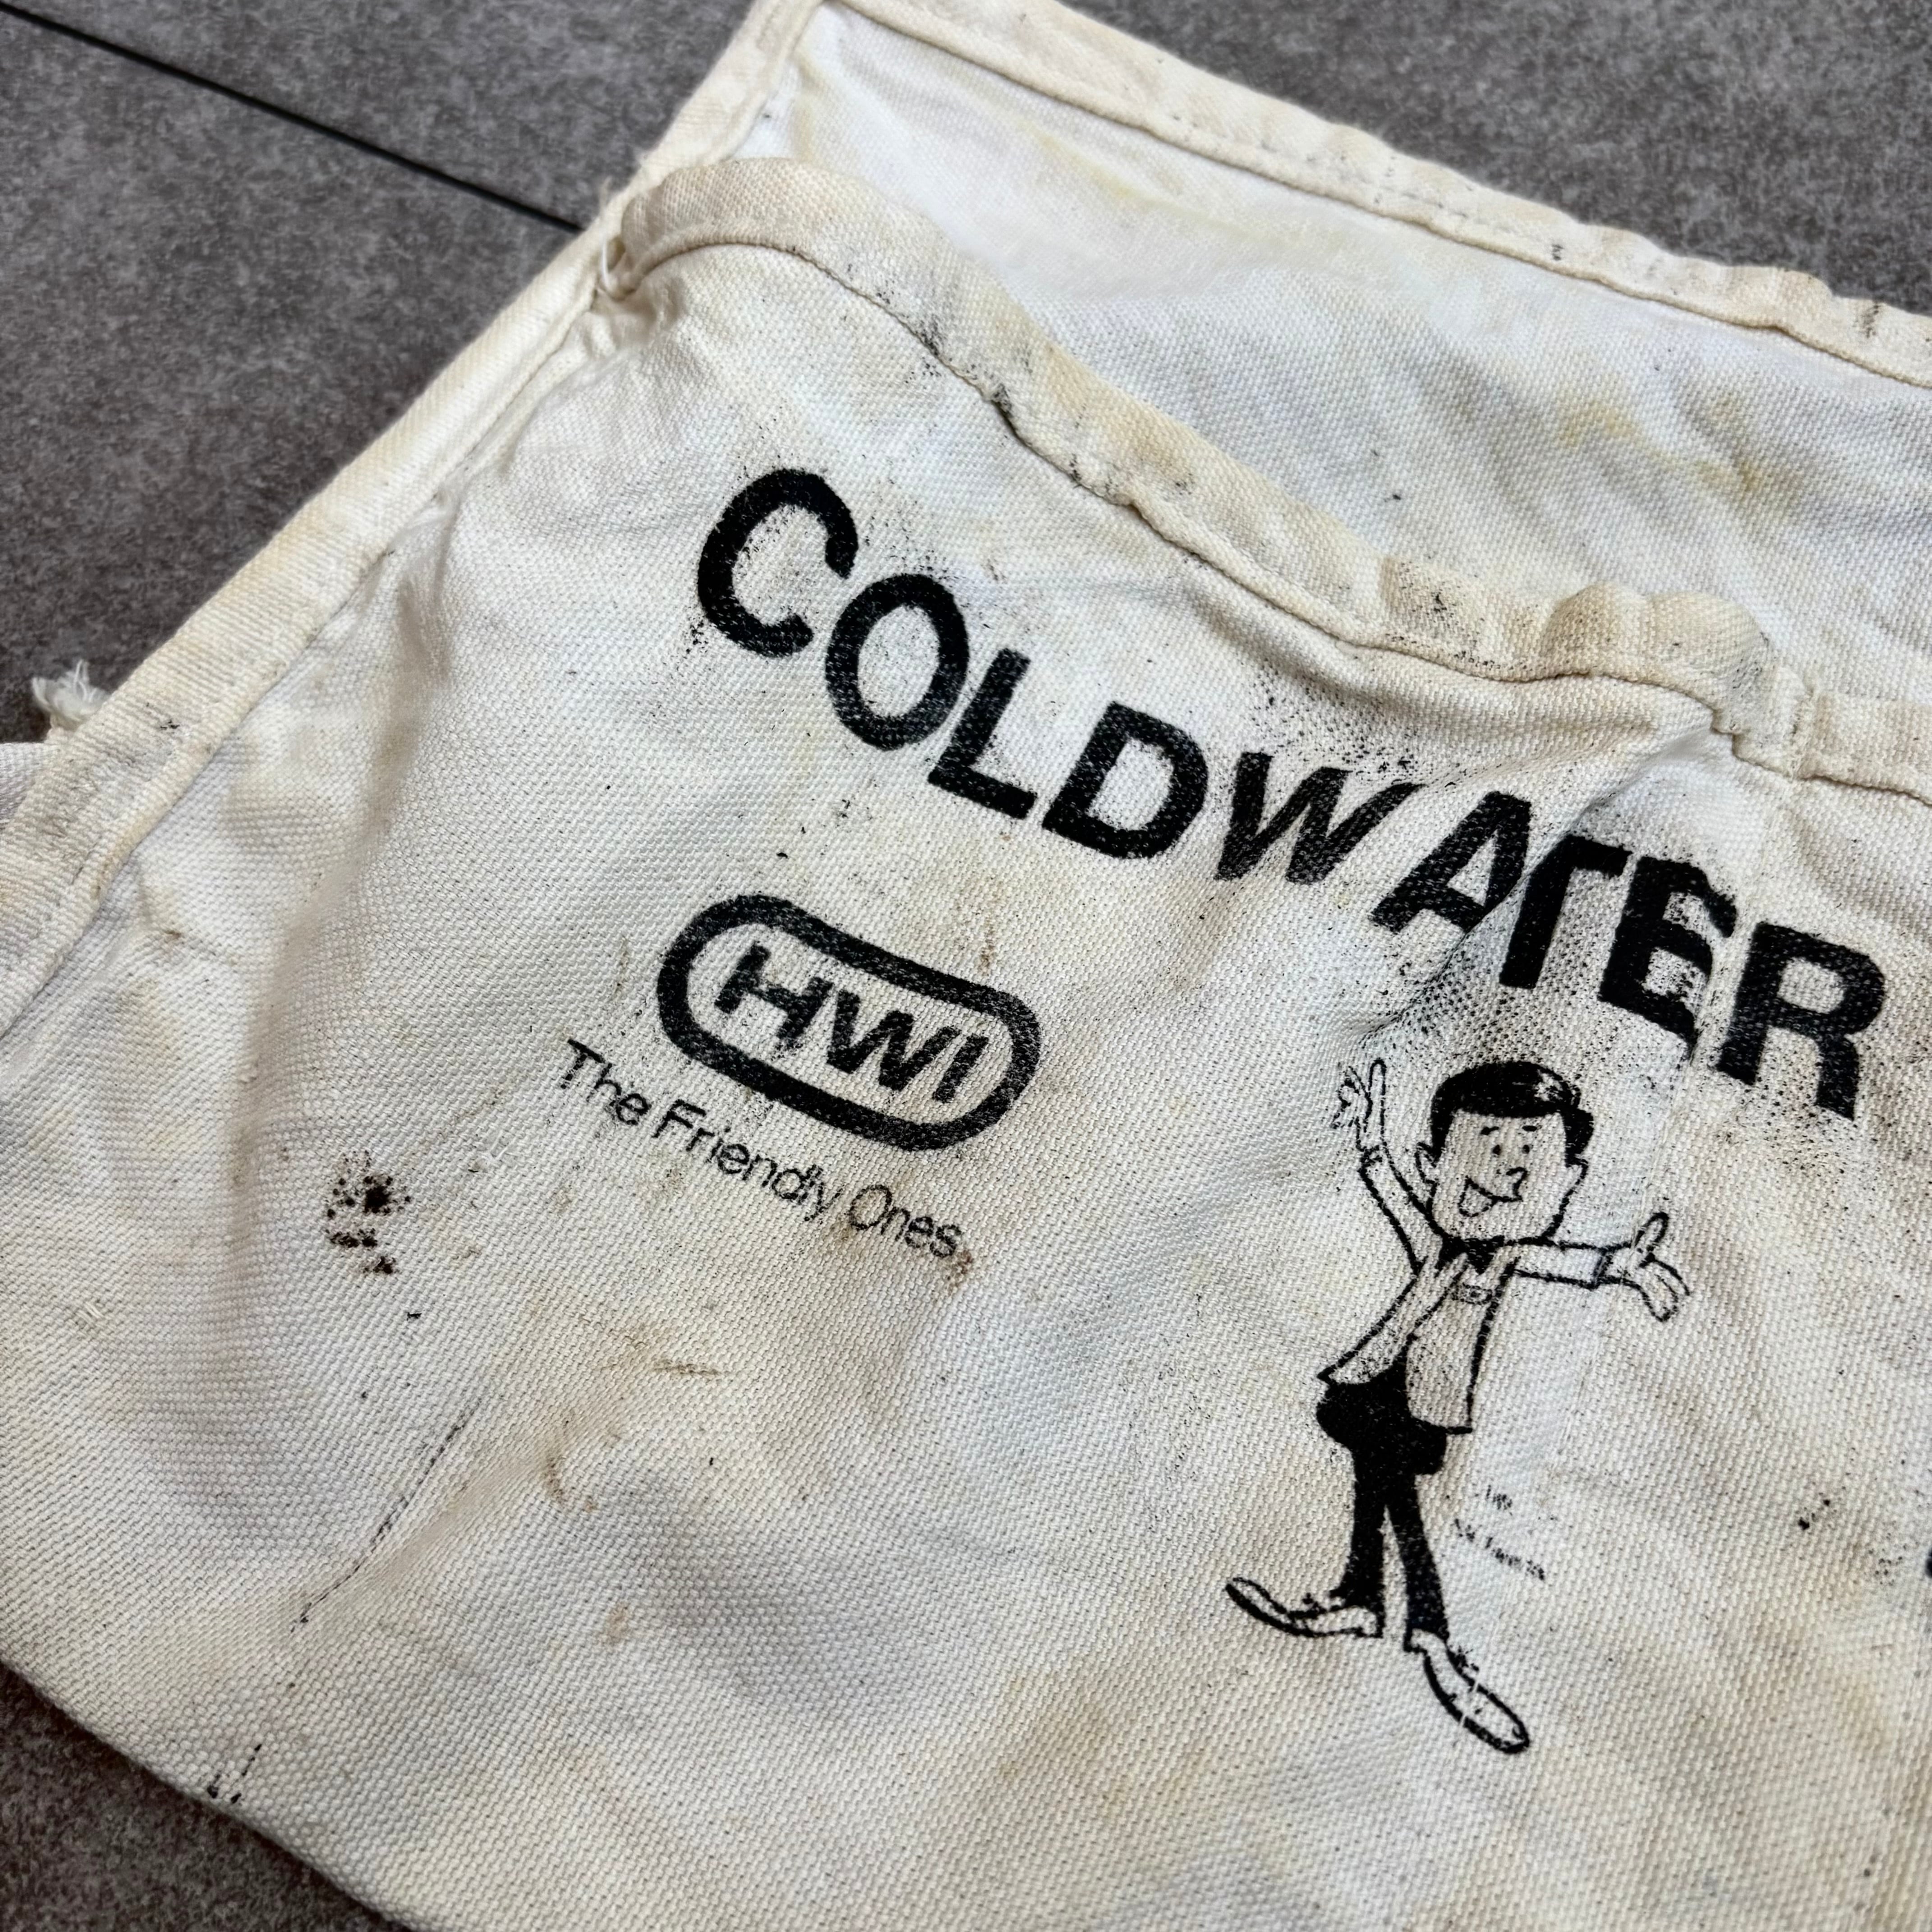 COLDWATER
HWI
The Friendly Ones